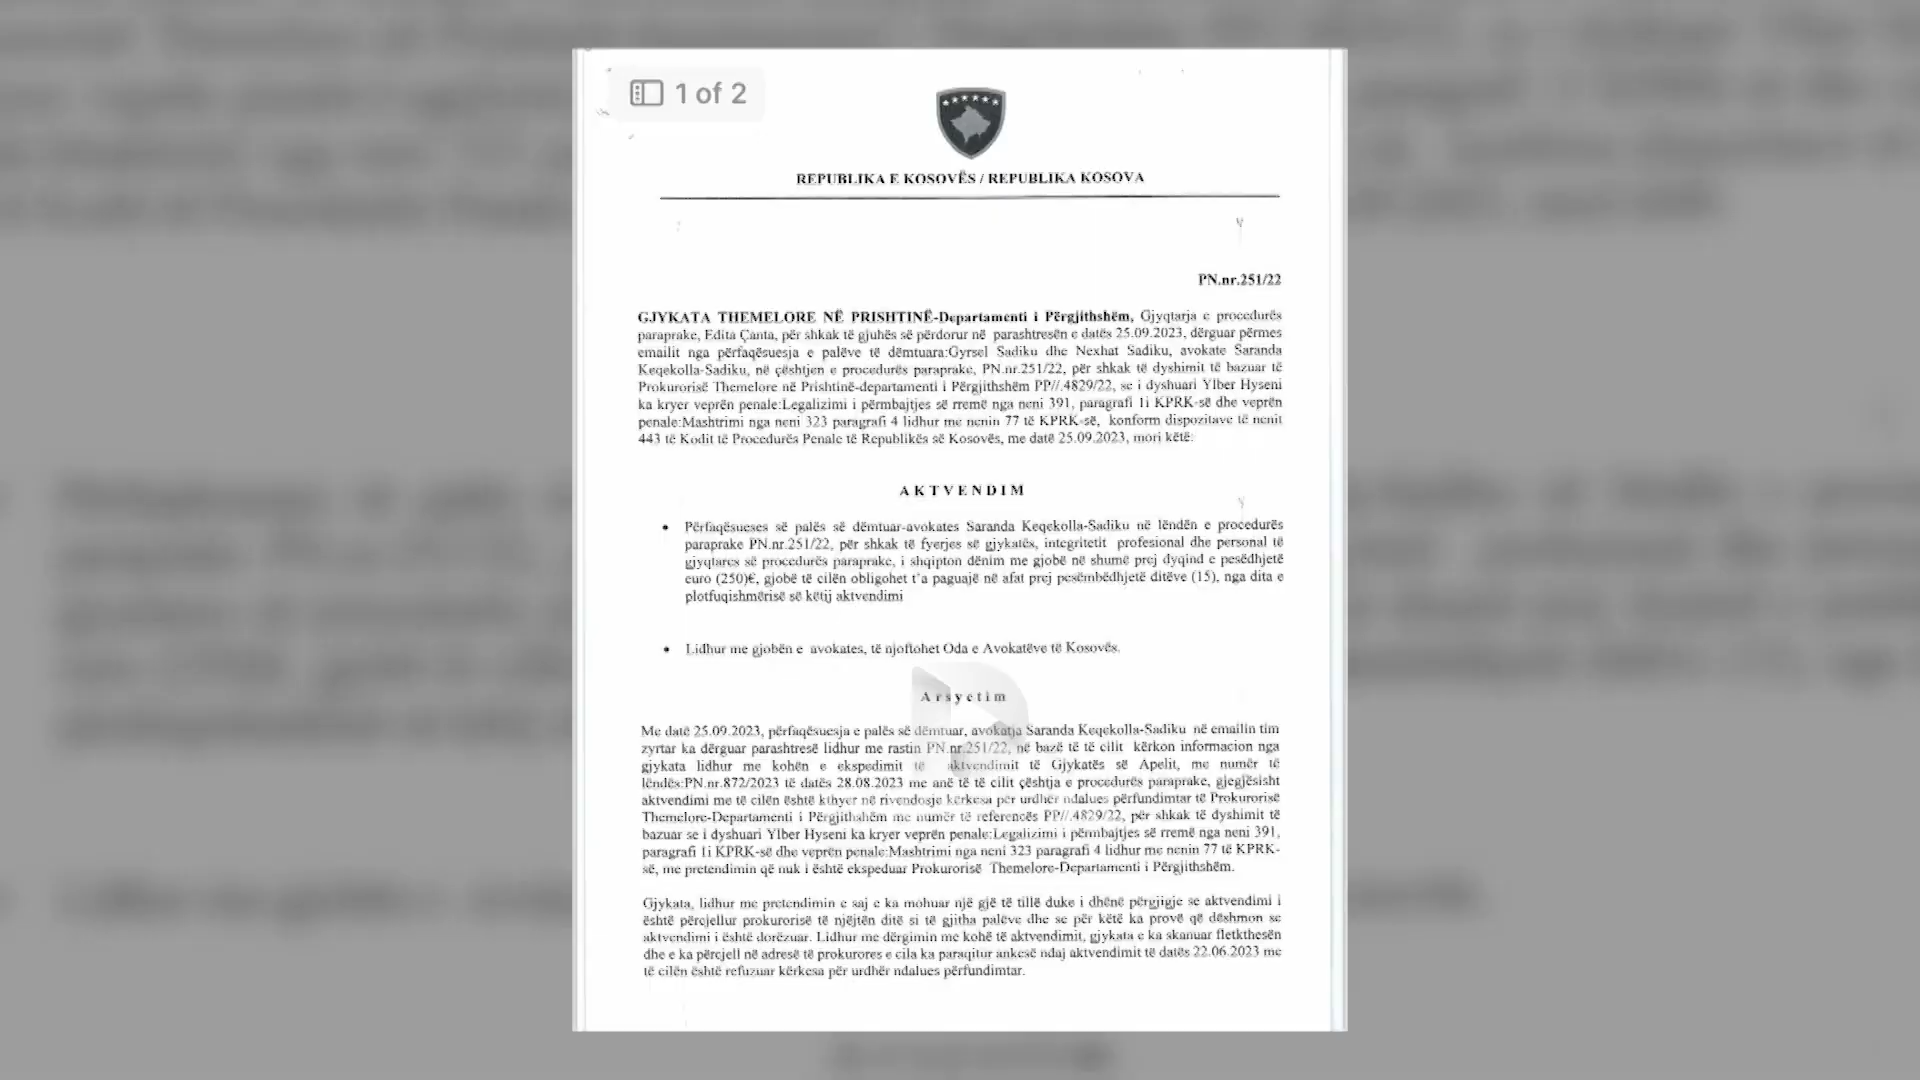 1 of 2
REPUBLIKA E KOSOVËS / REPUBLIKA KOSOVA
PN.nr.251/22
GJYKATA THEMELORE NË PRISHTINË-Departamenti i Përgjithshëm, Gjyqtarja e procedurës
paraprake, Edita Çanta, për shkak të gjuhës së përdorur në parashtresën e datës 25.09.2023, dërguar përmes
emailit nga përfaqësuesja e palëve të dëmtuara:Gyrsel Sadiku dhe Nexhat Sadiku, avokate Saranda
Keqekolla-Sadiku, në çështjen e procedurës paraprake, PN.nr.251/22, për shkak të dyshimit të bazuar të
Prokurorisë Themelore në Prishtinë-departamenti i Përgjithshëm PP//.4829/22, se i dyshuari Ylber Hyseni
ka kryer veprën penale:Legalizimi i përmbajtjes së rremë nga neni 391, paragrafi 1i KPRK-së dhe veprën
penale:Mashtrimi nga neni 323 paragrafi 4 lidhur me nenin 77 të KPRK-së, konform dispozitave të nenit
443 të Kodit të Procedurës Penale të Republikës së Kosovës, me datë 25.09.2023, mori këtë:
AKTVENDIM
• Përfaqësueses së palës së dëmtuar-avokates Saranda Keqekolla-Sadiku në lëndën e procedurës
paraprake PN.nr.251/22, për shkak të fyerjes së gjykatës, integritetit profesional dhe personal të
gjyqtares së procedurës paraprake, i shqipton dënim me gjobë në shumë prej dyqind e pesëdhjetë
euro (250)€, gjobë të cilën obligohet t'a paguajë në afat prej pesëmbëdhjetë ditëve (15), nga dita e
plotfuqishmërisë së këtij aktvendimi
• Lidhur me gjobën e avokates, të njoftohet Oda e Avokatëve të Kosovës.
Arsyetim
Me datë 25.09.2023, përfaqësuesja e palës së dëmtuar, avokatja Saranda Keqekolla-Sadiku në emailin tim
zyrtar ka dërguar parashtresë lidhur me rastin PN.nr.251/22, në bazë të të cilit kërkon informacion nga
gjykata lidhur me kohën e ekspedimit të aktvendimit të Gjykatës së Apelit, me numër të
lëndës:PN.nr.872/2023 të datës 28.08.2023 me anë të të cilit çështja e procedurës paraprake, gjegjësisht
aktvendimi me të cilën është kthyer në rivendosje kërkesa për urdhër ndalues përfundimtar të Prokurorisë
Themelore-Departamenti i Përgjithshëm me numër të referencës PP//.4829/22, për shkak të dyshimit të
bazuar se i dyshuari Ylber Hyseni ka kryer veprën penale:Legalizimi i përmbajtjes së rremë nga neni 391,
paragrafi 1i KPRK-së dhe veprën penale:Mashtrimi nga neni 323 paragrafi 4 lidhur me nenin 77 të KPRK-
së, me pretendimin që nuk i është ekspeduar Prokurorisë Themelore-Departamenti i Përgjithshëm.
Gjykata, lidhur me pretendimin e saj e ka mohuar një gjë të tillë duke i dhënë përgjigje se aktvendimi i
është përcjellur prokurorisë të njëjtën ditë si të gjitha palëve dhe se për këtë ka provë që dëshmon se
aktvendimi i është dorëzuar. Lidhur me dërgimin me kohë të aktvendimit, gjykata e ka skanuar fletkthesën
dhe e ka përcjell në adresë të prokurores e cila ka paraqitur ankesë ndaj aktvendimit të datës 22.06.2023 me
të cilën është refuzuar kërkesa për urdhër ndalues përfundimtar.